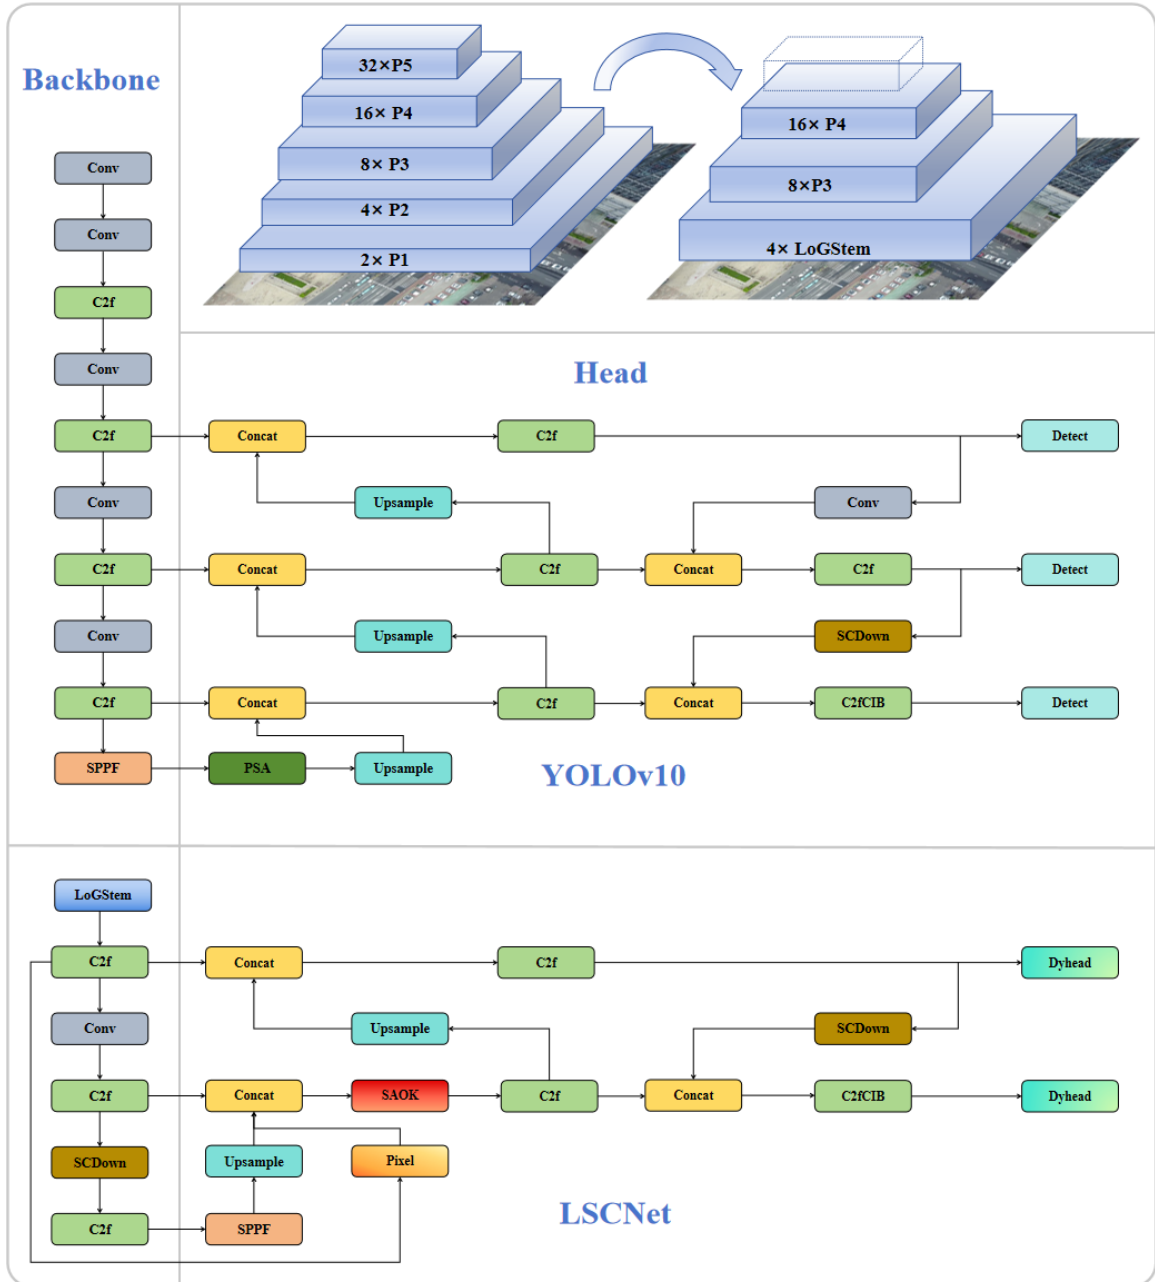 Backbone
32×P5
16× P4
8× P3
4× P2
2× P1
16× P4
8×P3
4× LoGStem
Conv
Conv
C2f
Conv
Head
C2f
Concat
C2f
Detect
Conv
Upsample
Conv
C2f
Concat
C2f
Concat
C2f
Detect
Conv
Upsample
SCDown
C2f
Concat
C2f
Concat
C2fCIB
Detect
SPPF
PSA
Upsample
YOLOv10
LoGStem
C2f
Concat
C2f
Dyhead
Conv
Upsample
SCDown
C2f
Concat
SAOK
C2f
Concat
C2fCIB
Dyhead
SCDown
Upsample
Pixel
C2f
SPPF
LSCNet